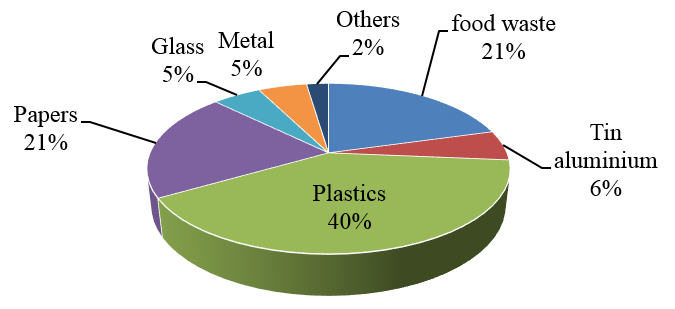 Others
2%
food waste
21%
Glass
5%
Metal
5%
Papers
21%
Tin
aluminium
6%
Plastics
40%